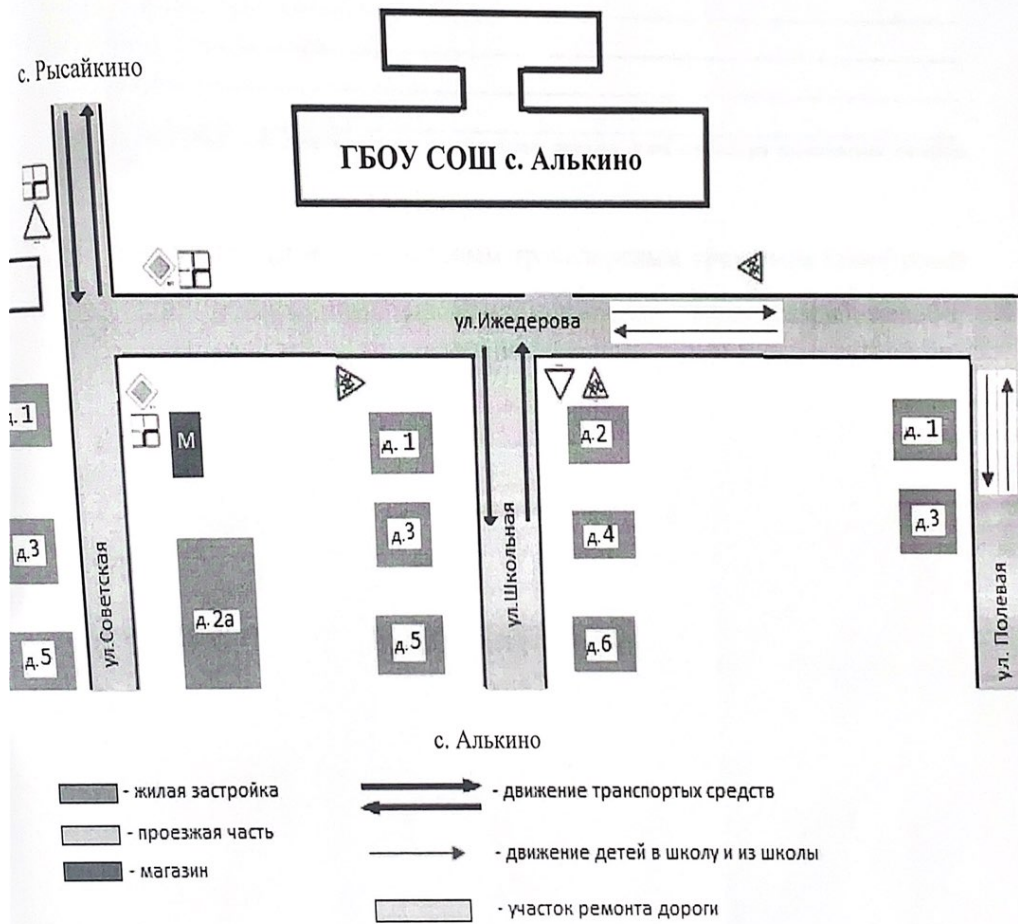 с. Рысайкино
ГБОУ СОШ с. Алькино
ул.Ижедерова
М
д.1
д.1
д.2
д.1
д.3
д.3
д.4
д.3
ул.Советская
д.2а
ул.Школьная
ул. Полевая
д.5
д.5
д.6
с. Алькино
- жилая застройка
- проезжая часть
- магазин
- движение транспортых средств
- движение детей в школу и из школы
- участок ремонта дороги